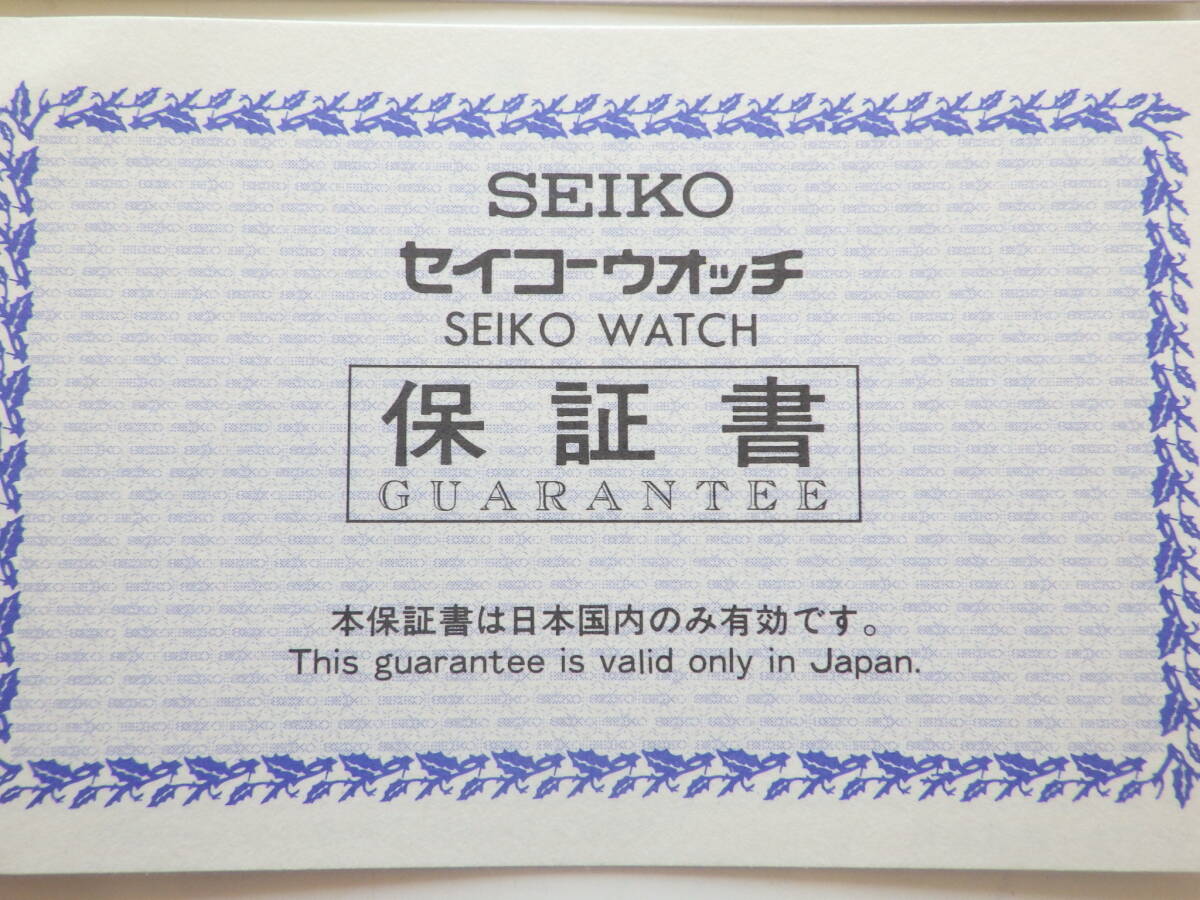 SEIKO
セイコーウオッチ
SEIKO WATCH
保証書
GUARANTEE
本保証書は日本国内のみ有効です。
This guarantee is valid only in Japan.